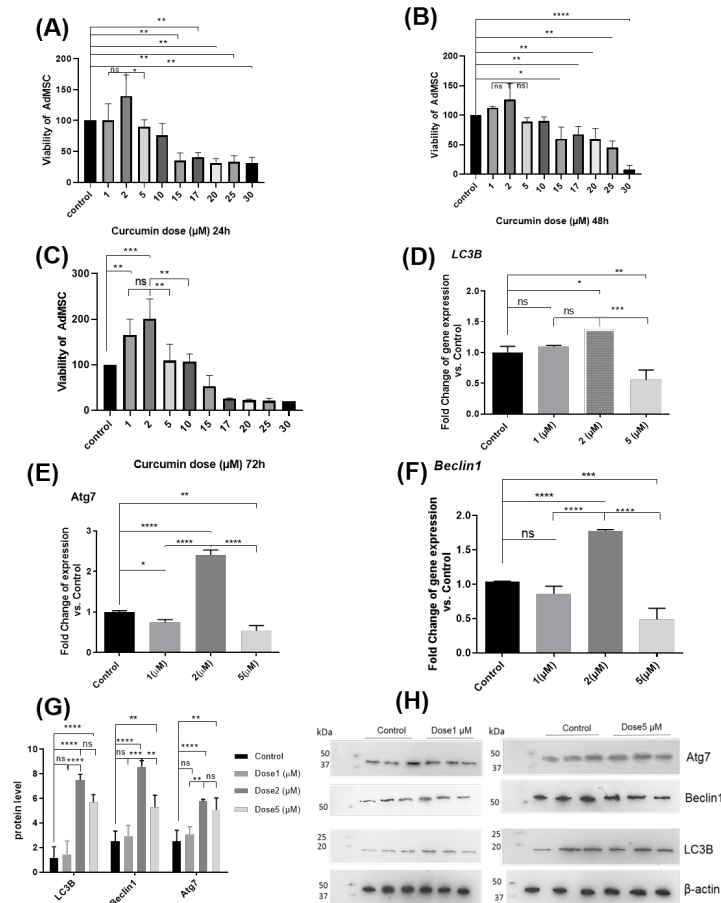 (A)
**
**
**
**
**
ns *
Viability of AdMSC
200
150
100
50
0
control 1 2 5 10 15 17 20 25 30
Curcumin dose (µM) 24h
(B)
****
**
**
**
*
ns ns
Viability of AdMSC
200
150
100
50
0
control 1 2 5 10 15 17 20 25 30
Curcumin dose (µM) 48h
(C)
***
** **
ns **
Viability of AdMSC
300
200
100
0
control 1 2 5 10 15 17 20 25 30
Curcumin dose (µM) 72h
(D) LC3B
**
*
ns
ns ***
Fold Change of gene expression
vs. Control
2.0
1.5
1.0
0.5
0.0
Control 1 (µM) 2 (µM) 5 (µM)
(E)
Atg7
**
****
**** ****
*
Fold Change of expression
vs. Control
3
2
1
0
Control 1(µM) 2(µM) 5(µM)
(F) Beclin1
***
****
**** ****
ns
Fold Change of gene expression
vs. Control
2.0
1.5
1.0
0.5
0.0
Control 1(µM) 2(µM) 5(µM)
(G)
**** ** **
**** ns **** ****
ns **** ns *** ** ns ** ns
protein level
10
8
6
4
2
0
LC3B Beclin1 Atg7
Control
Dose1 (µM)
Dose2 (µM)
Dose5 (µM)
(H)
kDa Control Dose1 µM kDa Control Dose5 µM
50 50 Atg7
37 37
50 50 Beclin1
25 25
20 20 LC3B
50 50 β-actin
37 37